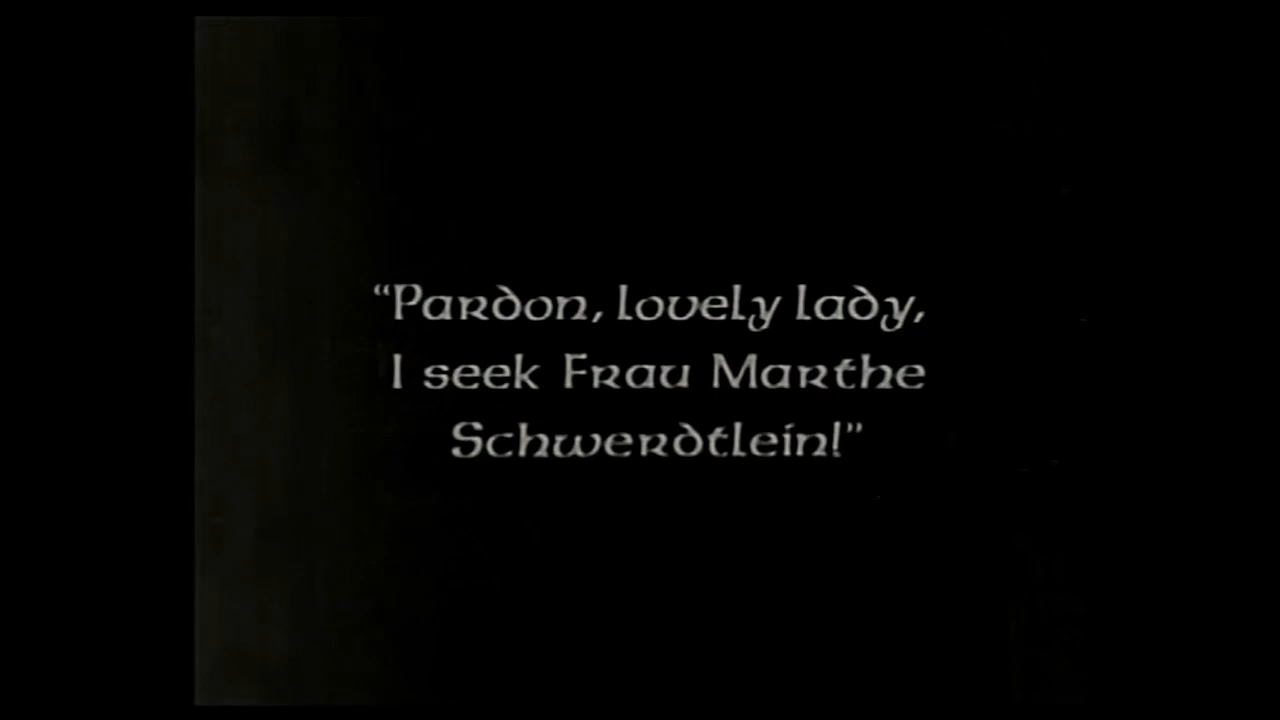 “Pardon, lovely lady,
I seek Frau Marthe
Schwerdtlein!”